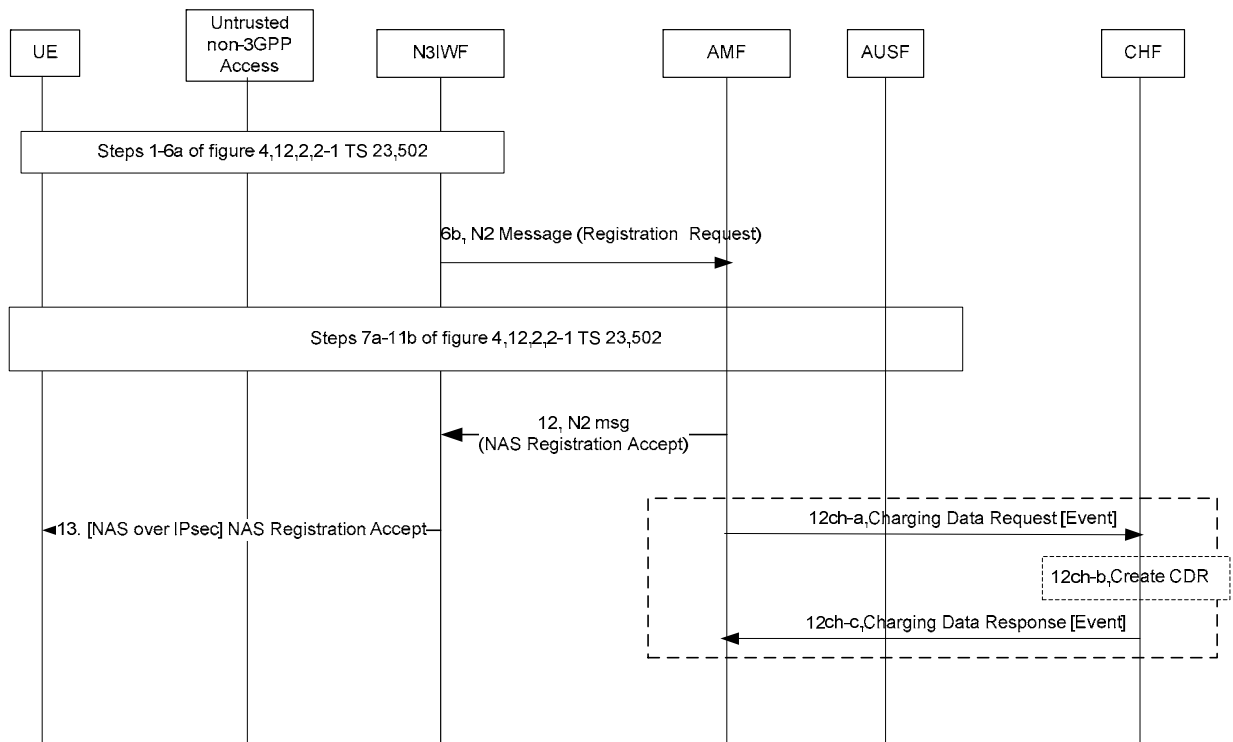 UE
Untrusted
non-3GPP
Access
N3IWF
AMF
AUSF
CHF
Steps 1-6a of figure 4,12,2,2-1 TS 23,502
6b, N2 Message (Registration Request)
Steps 7a-11b of figure 4,12,2,2-1 TS 23,502
12, N2 msg
(NAS Registration Accept)
13. [NAS over IPsec] NAS Registration Accept
12ch-a,Charging Data Request [Event]
12ch-b,Create CDR
12ch-c,Charging Data Response [Event]